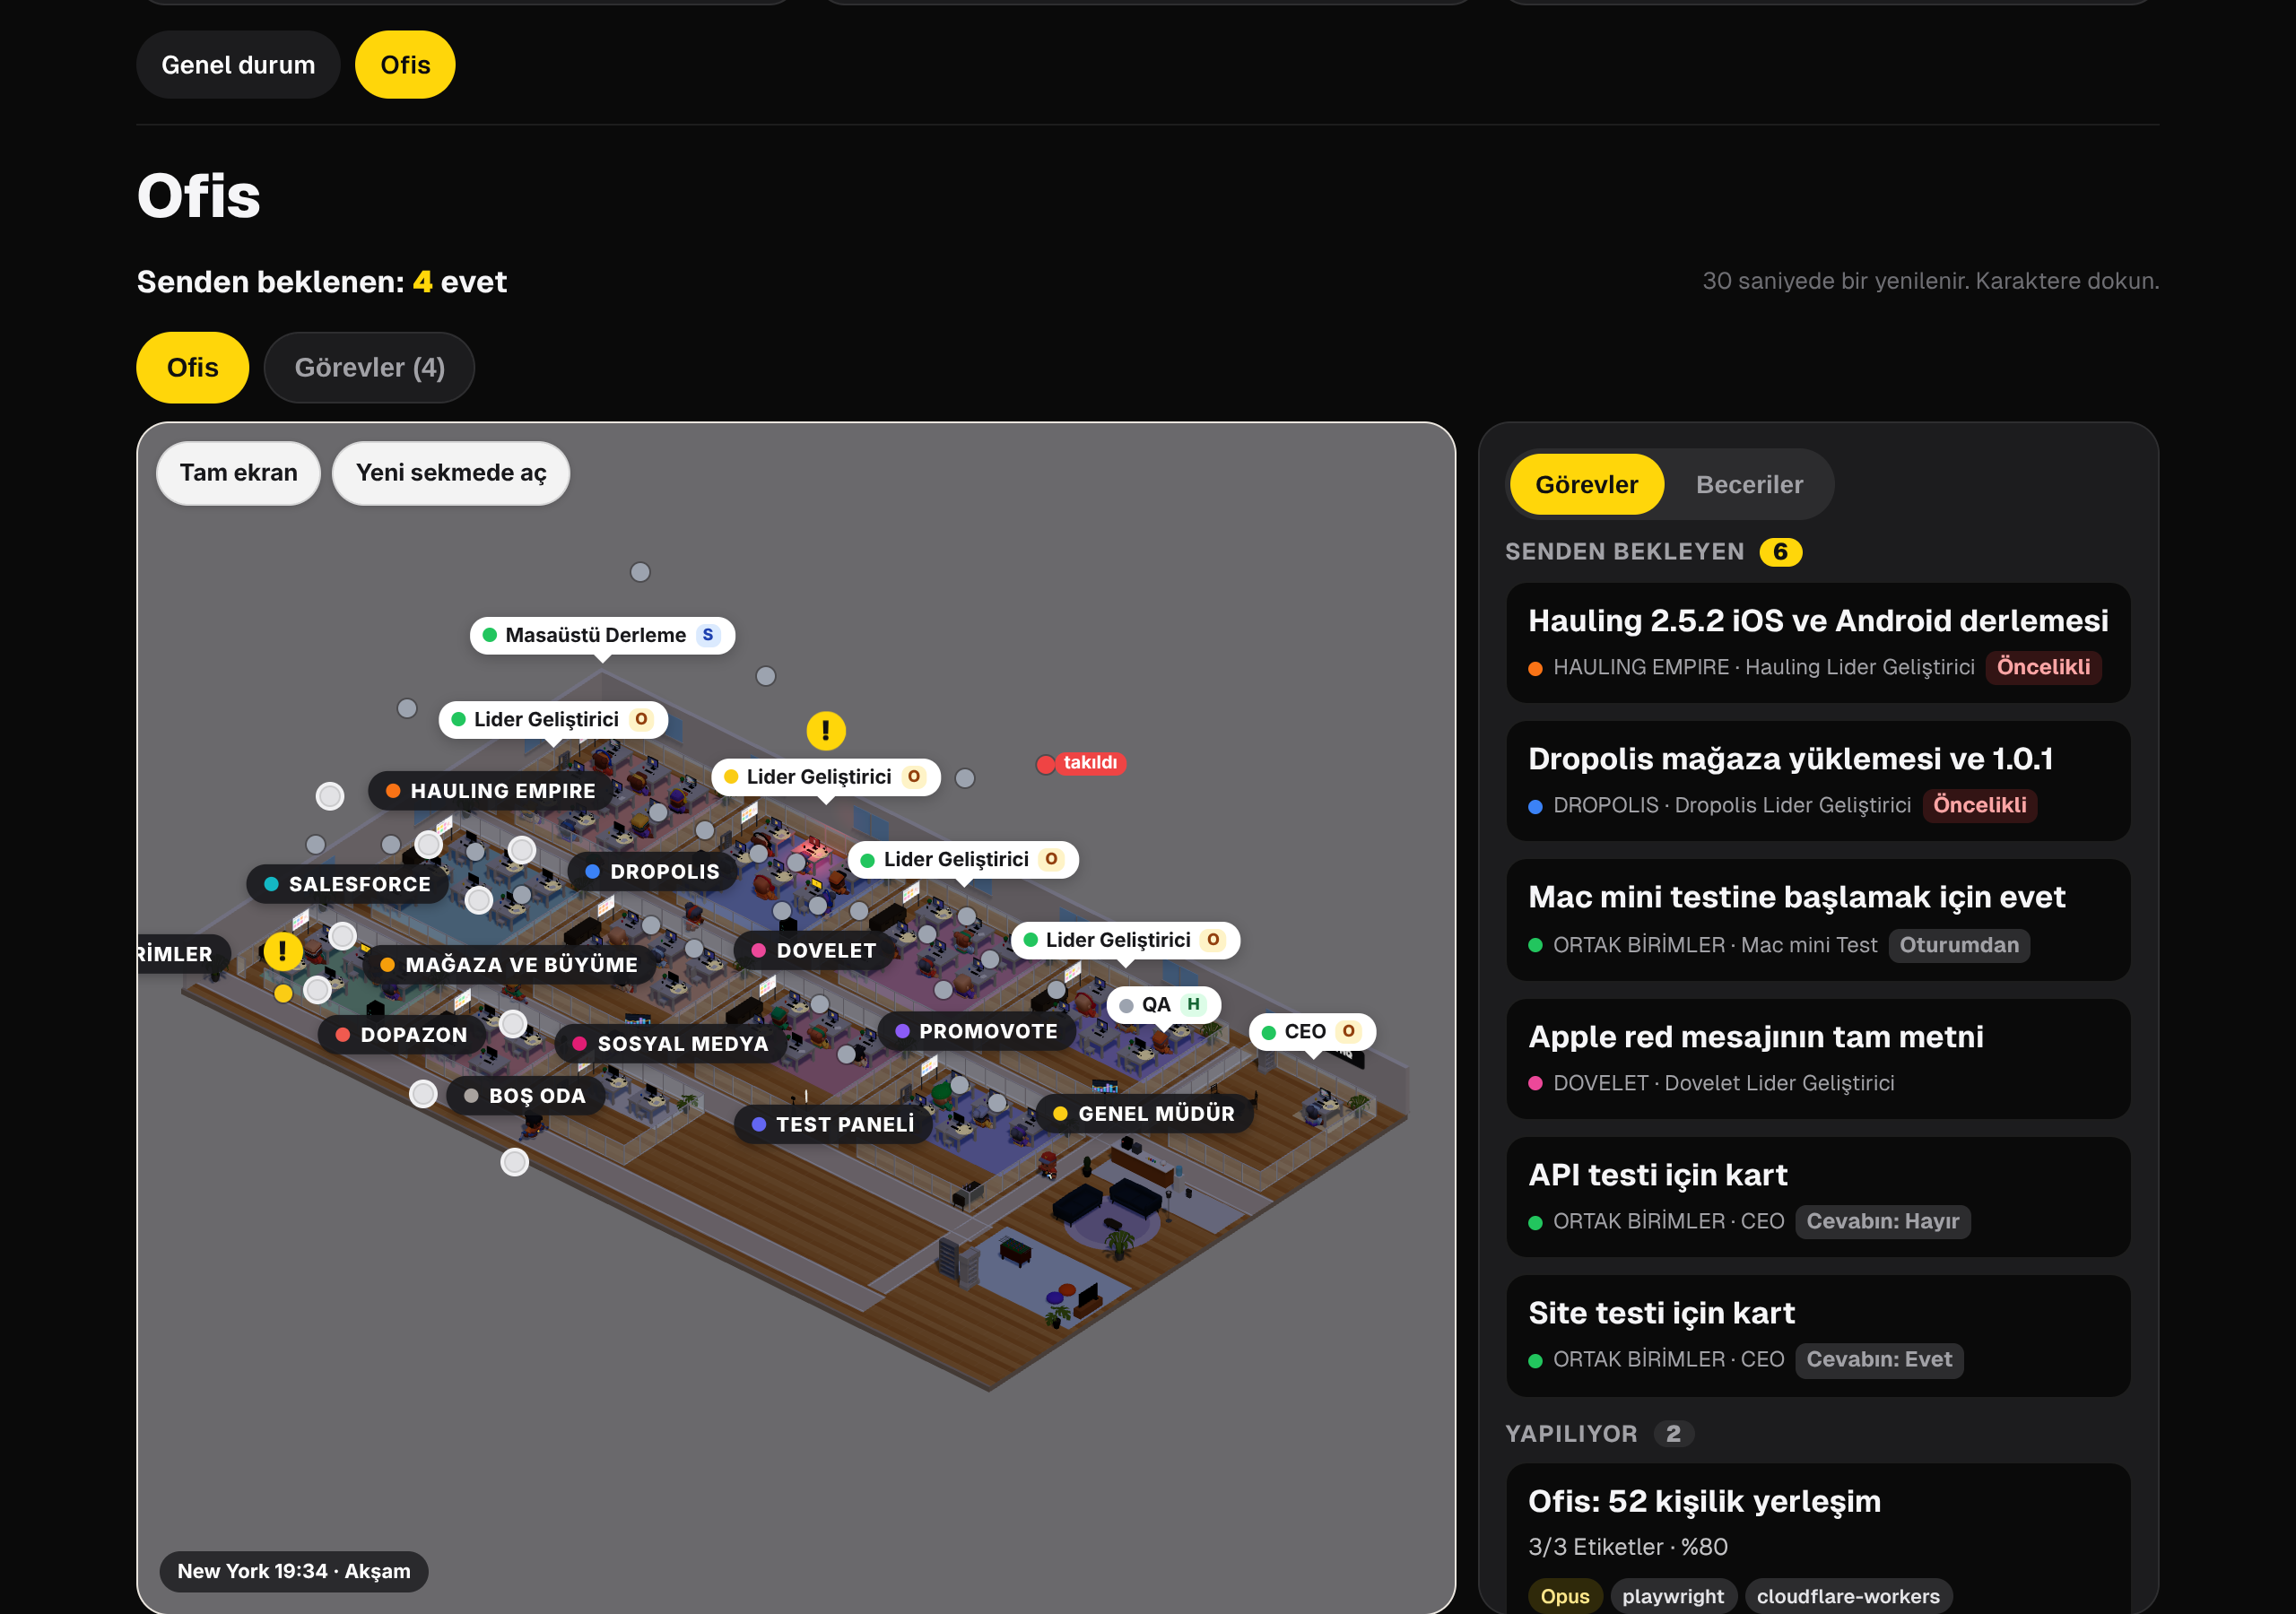 Genel durum
Ofis
Ofis
Senden beklenen: 4 evet
30 saniyede bir yenilenir. Karaktere dokun.
Ofis
Görevler (4)
Tam ekran
Yeni sekmede aç
Masaüstü Derleme S
Lider Geliştirici O
!
Lider Geliştirici O
takıldı
HAULING EMPIRE
Lider Geliştirici O
DROPOLIS
SALESFORCE
Lider Geliştirici O
RİMLER
!
MAĞAZA VE BÜYÜME
DOVELET
QA H
DOPAZON
SOSYAL MEDYA
PROMOVOTE
CEO O
BOŞ ODA
TEST PANELİ
GENEL MÜDÜR
New York 19:34 · Akşam
Görevler
Beceriler
SENDEN BEKLEYEN 6
Hauling 2.5.2 iOS ve Android derlemesi
HAULING EMPIRE · Hauling Lider Geliştirici Öncelikli
Dropolis mağaza yüklemesi ve 1.0.1
DROPOLIS · Dropolis Lider Geliştirici Öncelikli
Mac mini testine başlamak için evet
ORTAK BİRİMLER · Mac mini Test Oturumdan
Apple red mesajının tam metni
DOVELET · Dovelet Lider Geliştirici
API testi için kart
ORTAK BİRİMLER · CEO Cevabın: Hayır
Site testi için kart
ORTAK BİRİMLER · CEO Cevabın: Evet
YAPILIYOR 2
Ofis: 52 kişilik yerleşim
3/3 Etiketler · %80
Opus playwright cloudflare-workers